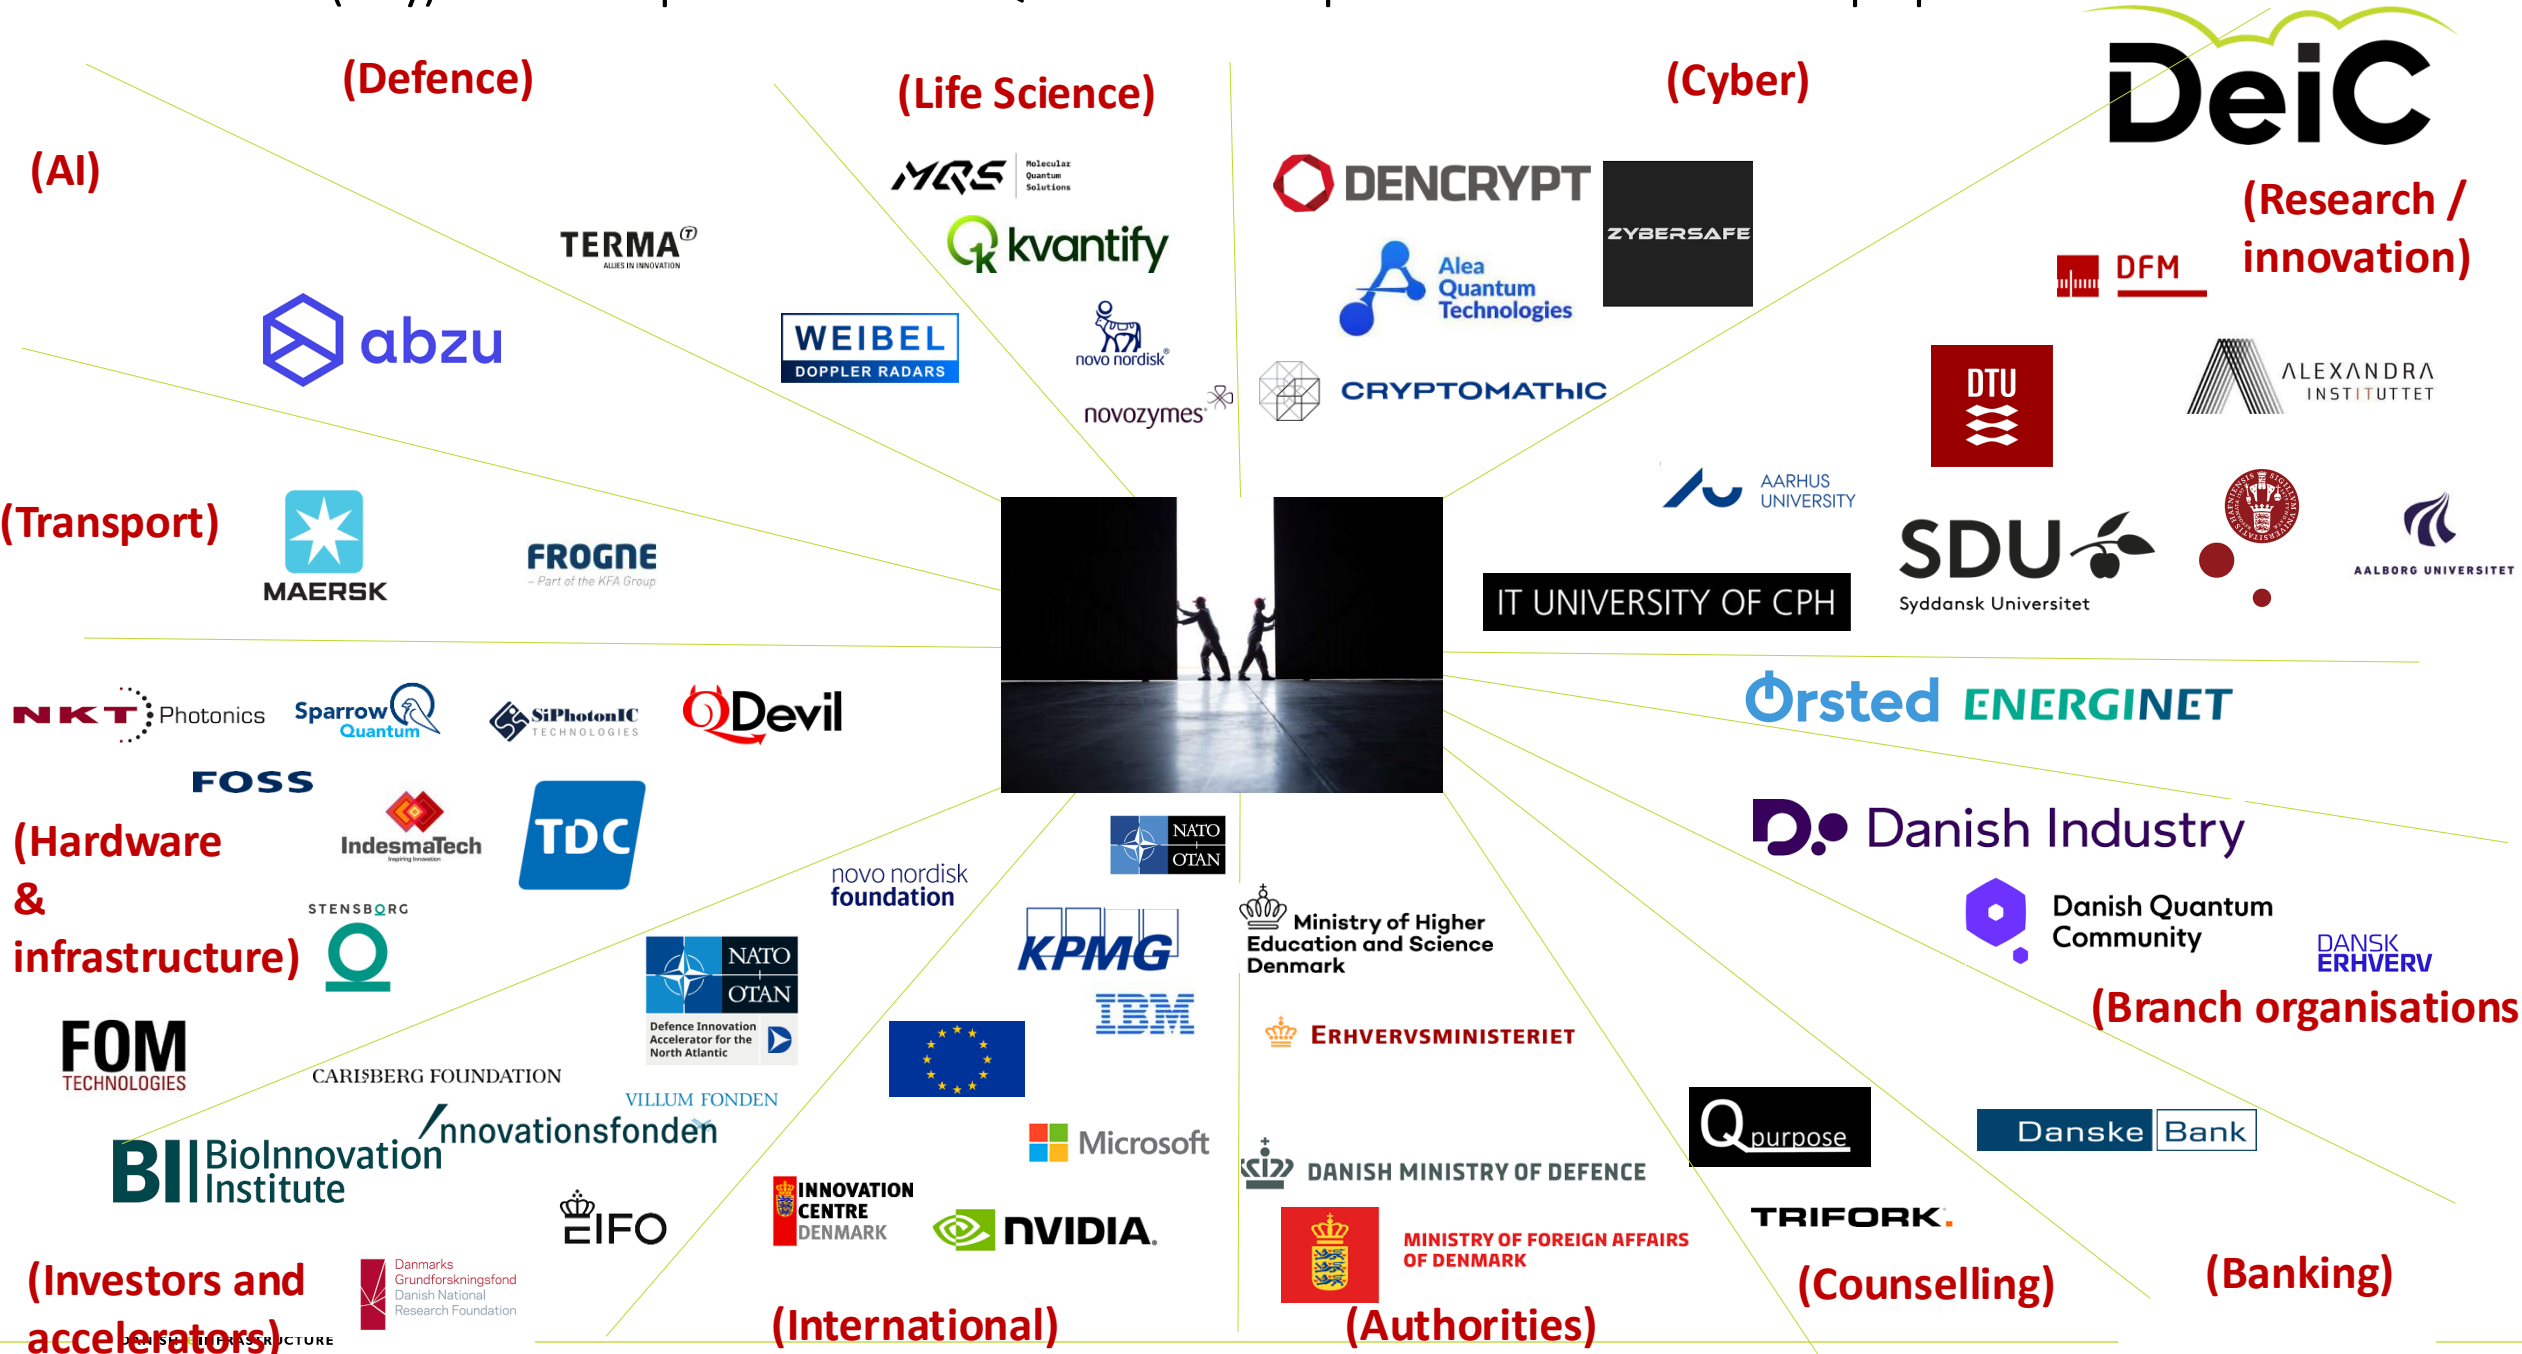 (Defence)
(Life Science)
(Cyber)
DeiC
(AI)
MQS Molecular
Quantum
Solutions
DENCRYPT
ZYBERSAFE
(Research /
innovation)
TERMA T
ALLIES IN INNOVATION
kvantify
Alea
Quantum
Technologies
DFM
abzu
WEIBEL
DOPPLER RADARS
novo nordisk®
novozymes
CRYPTOMATHIC
DTU
ALEXANDRA
INSTITUTTET
(Transport)
MAERSK
FROGNE
– Part of the KFA Group
AARHUS
UNIVERSITY
IT UNIVERSITY OF CPH
SDU
Syddansk Universitet
AALBORG UNIVERSITET
NKT Photonics
Sparrow
Quantum
SiPhotonIC
TECHNOLOGIES
QDevil
Ørsted
ENERGINET
FOSS
IndesmaTech
Inspiring Innovation
TDC
(Hardware
&
infrastructure)
STENSBORG
FOM
TECHNOLOGIES
novo nordisk
foundation
NATO
OTAN
KPMG
IBM
Ministry of Higher
Education and Science
Denmark
Danish Industry
Danish Quantum
Community
DANSK
ERHVERV
(Branch organisations
NATO
OTAN
Defence Innovation
Accelerator for the
North Atlantic
ERHVERVSMINISTERIET
CARLSBERG FOUNDATION
VILLUM FONDEN
Innovationsfonden
BII BioInnovation
Institute
EIFO
Microsoft
INNOVATION
CENTRE
DENMARK
NVIDIA.
DANISH MINISTRY OF DEFENCE
MINISTRY OF FOREIGN AFFAIRS
OF DENMARK
Qpurpose
TRIFORK.
Danske Bank
(Investors and
accelerators)
Danmarks
Grundforskningsfond
Danish National
Research Foundation
(International)
(Authorities)
(Counselling)
(Banking)
DANISH E INFRASTRUCTURE